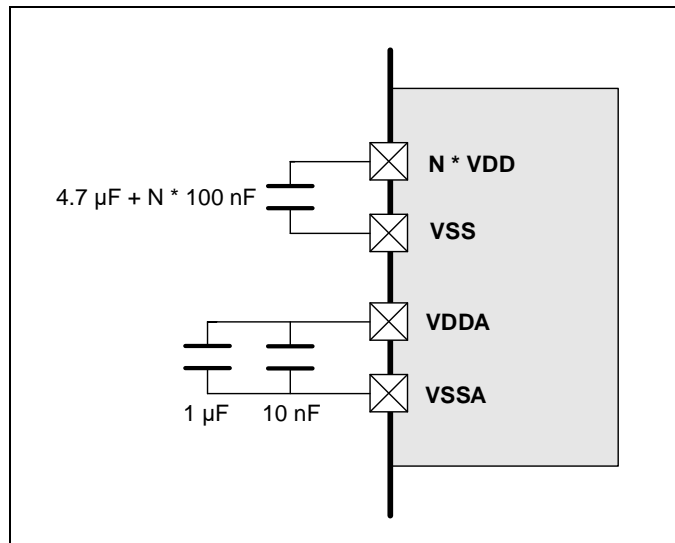 N * VDD
4.7 µF + N * 100 nF
VSS
VDDA
VSSA
1 µF
10 nF